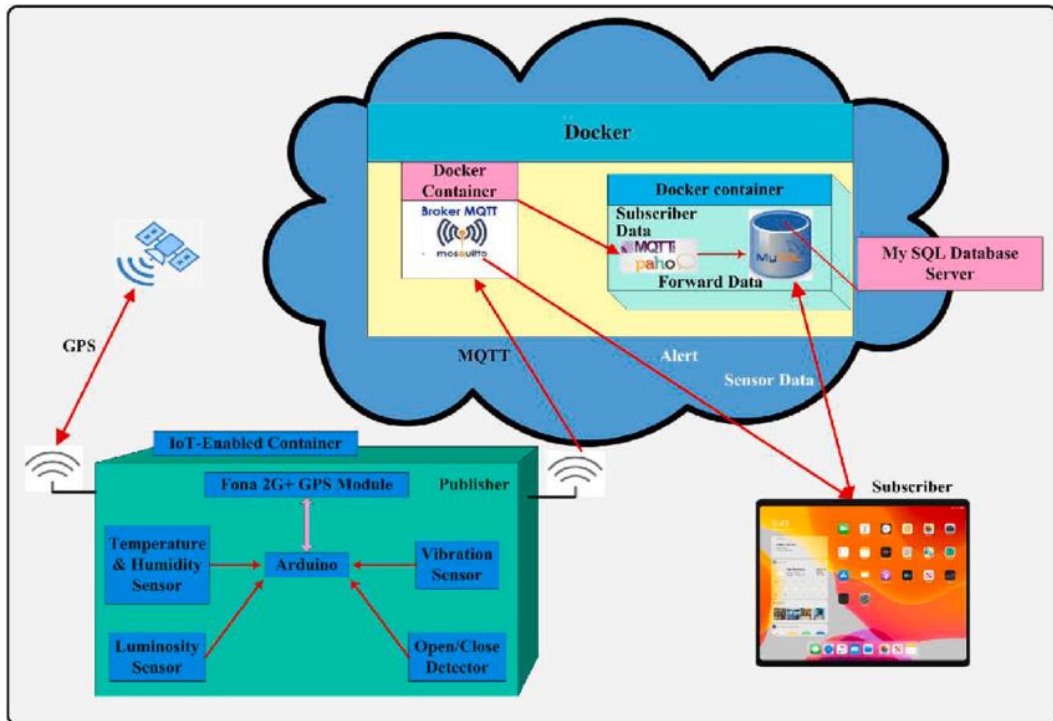 Docker
Docker
Container
Broker MQTT
mosquitto
Docker container
Subscriber
Data
MQTT
paho
MySQL
Forward Data
My SQL Database
Server
GPS
MQTT
Alert
Sensor Data
IoT-Enabled Container
Fona 2G+ GPS Module
Publisher
Temperature
& Humidity
Sensor
Arduino
Vibration
Sensor
Luminosity
Sensor
Open/Close
Detector
Subscriber